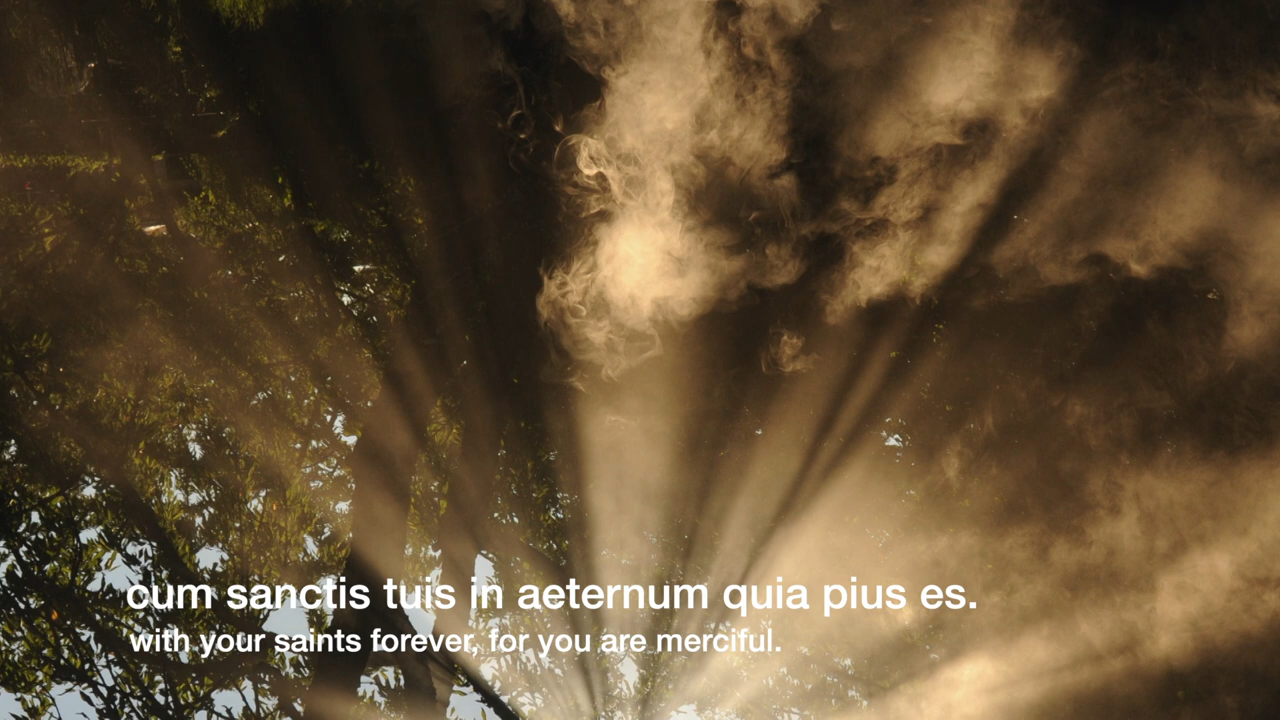 cum sanctis tuis in aeternum quia pius es.
with your saints forever, for you are merciful.